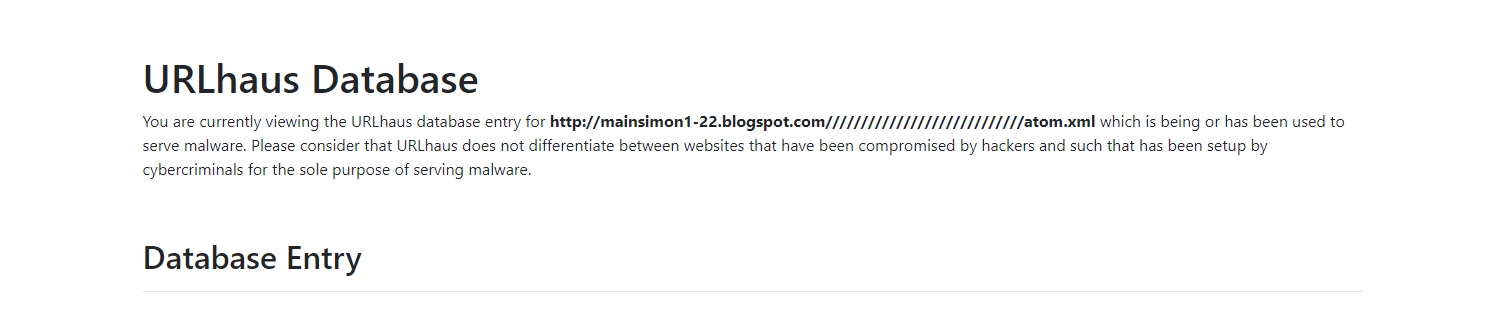 URLhaus Database
You are currently viewing the URLhaus database entry for http://mainsimon1-22.blogspot.com////////////////////////////atom.xml which is being or has been used to
serve malware. Please consider that URLhaus does not differentiate between websites that have been compromised by hackers and such that has been setup by
cybercriminals for the sole purpose of serving malware.
Database Entry